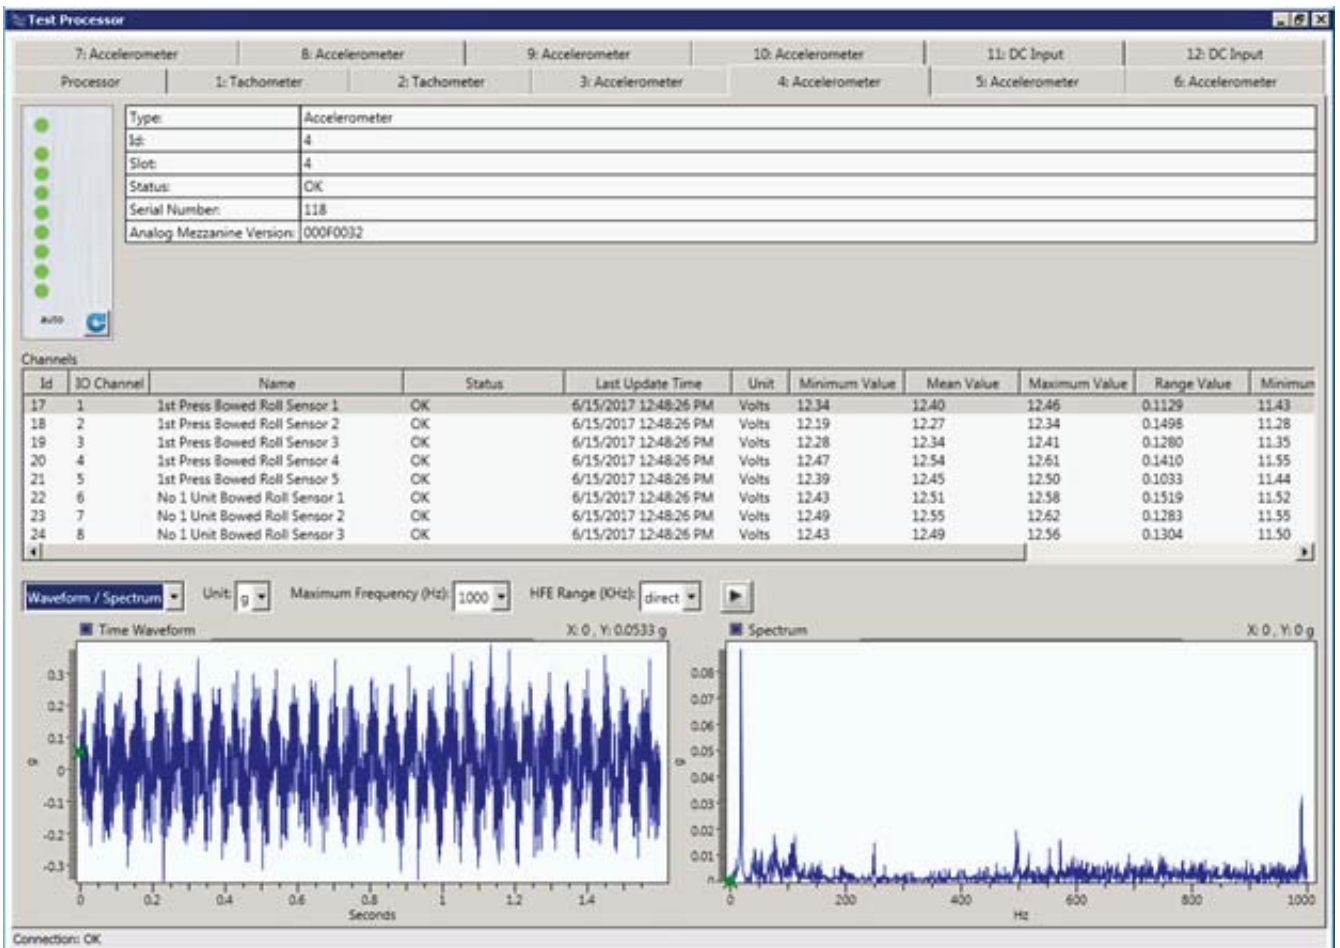 Test Processor
7: Accelerometer 8: Accelerometer 9: Accelerometer 10: Accelerometer 11: DC Input 12: DC Input
Processor 1: Tachometer 2: Tachometer 3: Accelerometer 4: Accelerometer 5: Accelerometer 6: Accelerometer
Type: Accelerometer
Id: 4
Slot: 4
Status: OK
Serial Number: 118
Analog Mezzanine Version: 000F0032
auto
Channels
Id IO Channel Name Status Last Update Time Unit Minimum Value Mean Value Maximum Value Range Value Minimum
17 1 1st Press Bowed Roll Sensor 1 OK 6/15/2017 12:48:26 PM Volts 12.34 12.40 12.46 0.1129 11.43
18 2 1st Press Bowed Roll Sensor 2 OK 6/15/2017 12:48:26 PM Volts 12.19 12.27 12.34 0.1498 11.28
19 3 1st Press Bowed Roll Sensor 3 OK 6/15/2017 12:48:26 PM Volts 12.28 12.34 12.41 0.1280 11.35
20 4 1st Press Bowed Roll Sensor 4 OK 6/15/2017 12:48:26 PM Volts 12.47 12.54 12.61 0.1410 11.55
21 5 1st Press Bowed Roll Sensor 5 OK 6/15/2017 12:48:26 PM Volts 12.39 12.45 12.50 0.1033 11.44
22 6 No 1 Unit Bowed Roll Sensor 1 OK 6/15/2017 12:48:26 PM Volts 12.43 12.51 12.58 0.1519 11.52
23 7 No 1 Unit Bowed Roll Sensor 2 OK 6/15/2017 12:48:26 PM Volts 12.49 12.55 12.62 0.1283 11.55
24 8 No 1 Unit Bowed Roll Sensor 3 OK 6/15/2017 12:48:26 PM Volts 12.43 12.49 12.56 0.1304 11.50
Waveform / Spectrum Unit: g Maximum Frequency (Hz): 1000 HFE Range (KHz): direct
Time Waveform X: 0 , Y: 0.0533 g
0.3
0.2
0.1
0
-0.1
-0.2
-0.3
g
0 0.2 0.4 0.6 0.8 1 1.2 1.4
Seconds
Spectrum X: 0 , Y: 0 g
0.08
0.07
0.06
0.05
0.04
0.03
0.02
0.01
g
0 200 400 600 800 1000
Hz
Connection: OK